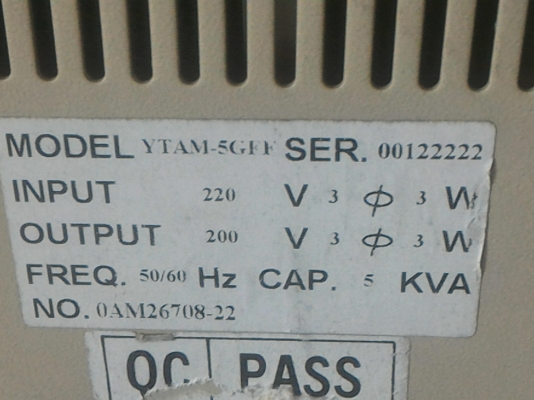 MODEL YTAM-5GFF SER. 00122222
INPUT 220 V 3 ϕ 3 W
OUTPUT 200 V 3 ϕ 3 W
FREQ. 50/60 Hz CAP. 5 KVA
NO. 0AM26708-22
QC PASS